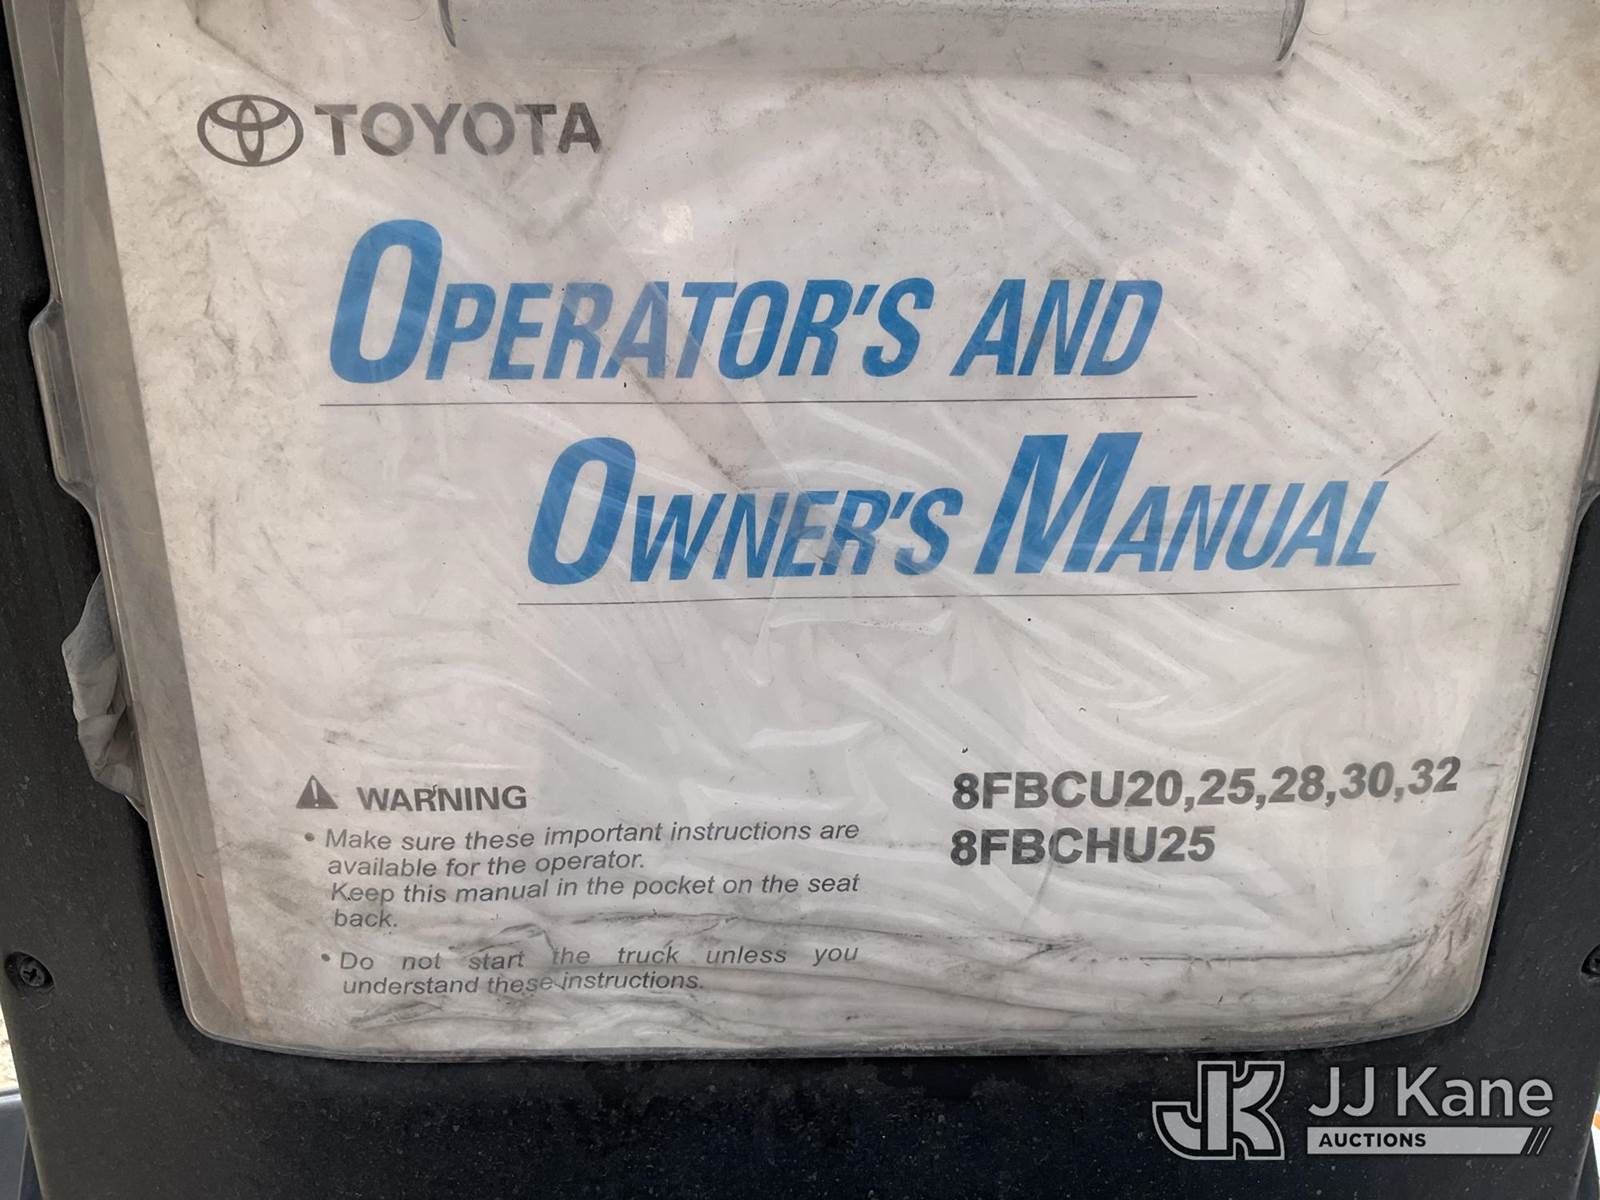 TOYOTA
OPERATOR'S AND
OWNER'S MANUAL
WARNING
• Make sure these important instructions are
available for the operator.
Keep this manual in the pocket on the seat
back.
• Do not start the truck unless you
understand these instructions.
8FBCU20,25,28,30,32
8FBCHU25
JK JJ Kane
AUCTIONS